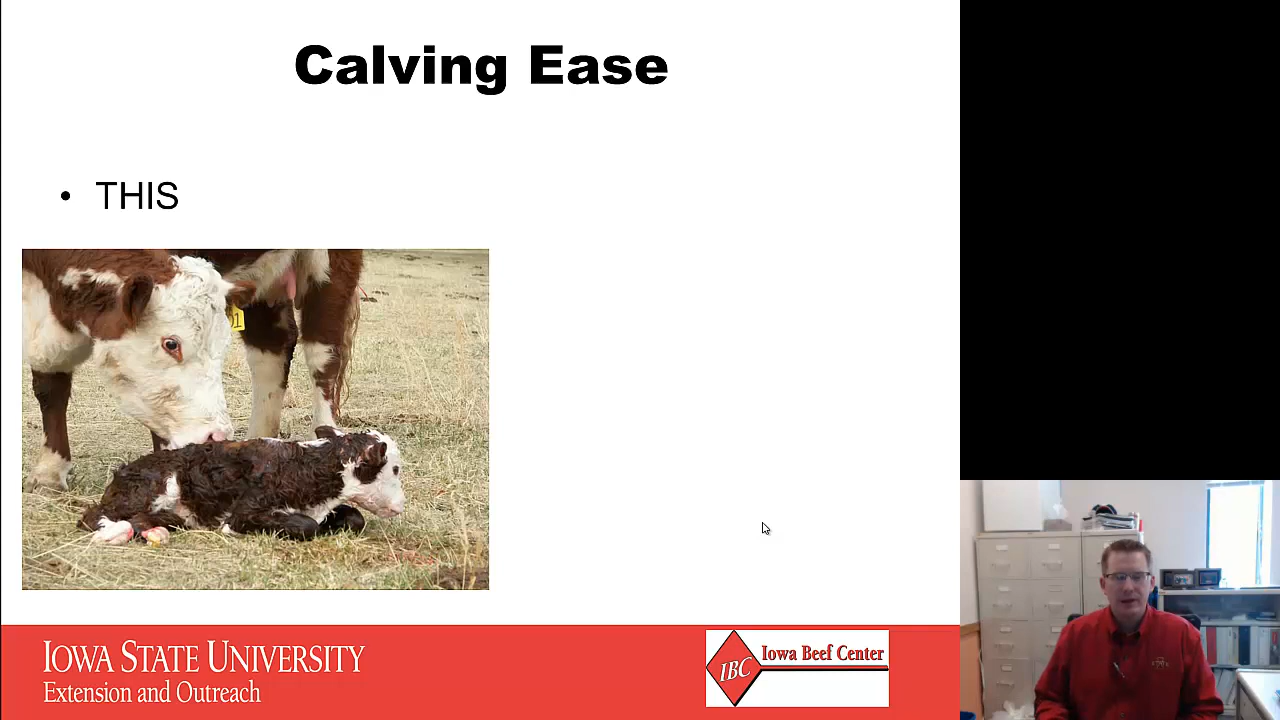 Calving Ease
• THIS
IOWA STATE UNIVERSITY
Extension and Outreach
IBC
Iowa Beef Center